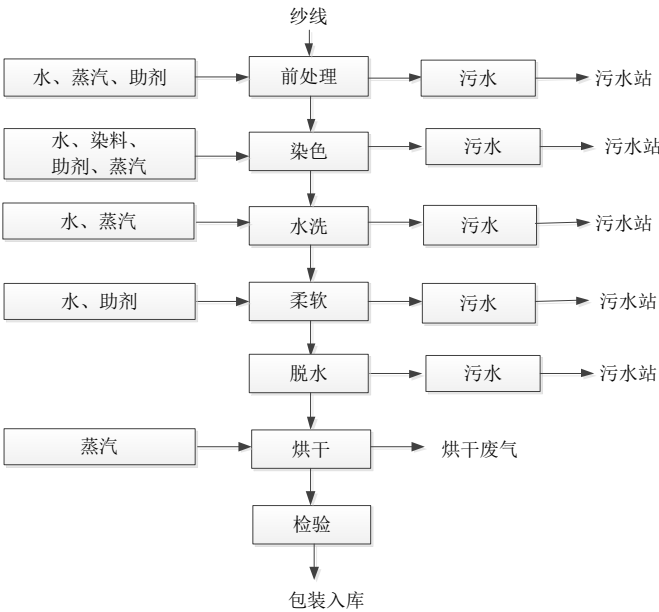 纱线
水、蒸汽、助剂
前处理
污水
污水站
水、染料、
助剂、蒸汽
染色
污水
污水站
水、蒸汽
水洗
污水
污水站
水、助剂
柔软
污水
污水站
脱水
污水
污水站
蒸汽
烘干
烘干废气
检验
包装入库